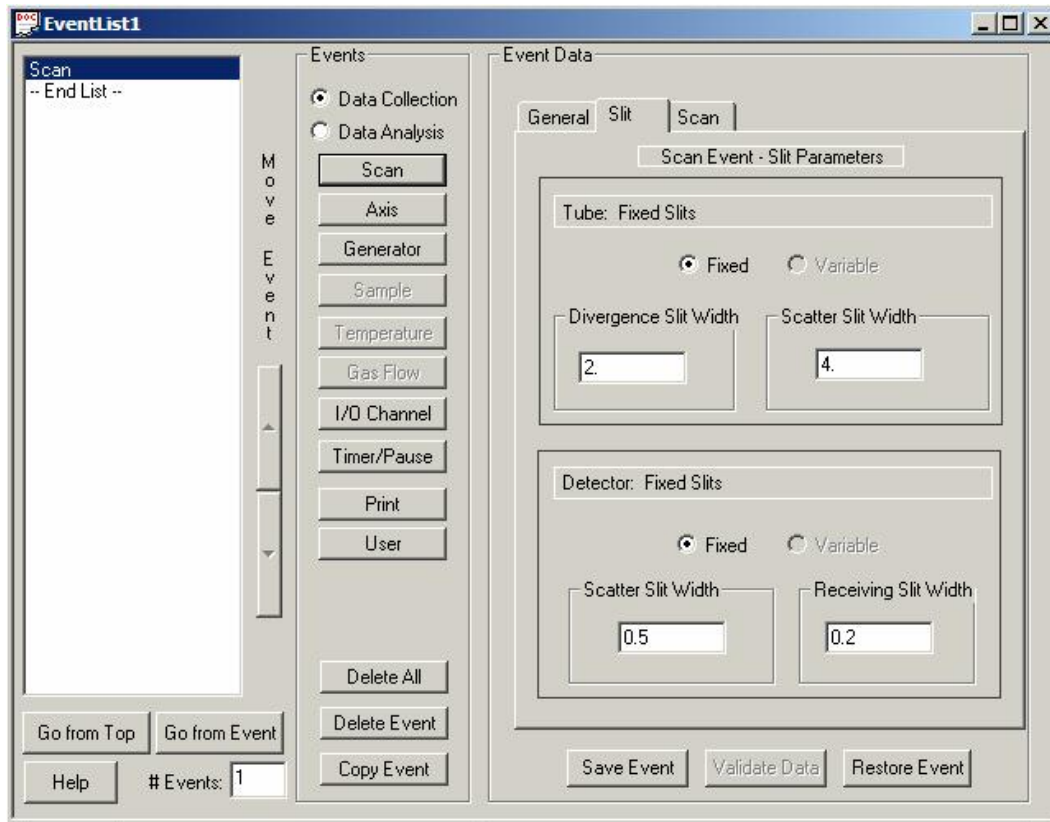 DOC
EventList1
Scan
-- End List --
Move Event
Go from Top
Go from Event
Help
# Events: 1
Events
Data Collection
Data Analysis
Scan
Axis
Generator
Sample
Temperature
Gas Flow
I/O Channel
Timer/Pause
Print
User
Delete All
Delete Event
Copy Event
Event Data
General
Slit
Scan
Scan Event - Slit Parameters
Tube: Fixed Slits
Fixed
Variable
Divergence Slit Width
2.
Scatter Slit Width
4.
Detector: Fixed Slits
Fixed
Variable
Scatter Slit Width
0.5
Receiving Slit Width
0.2
Save Event
Validate Data
Restore Event